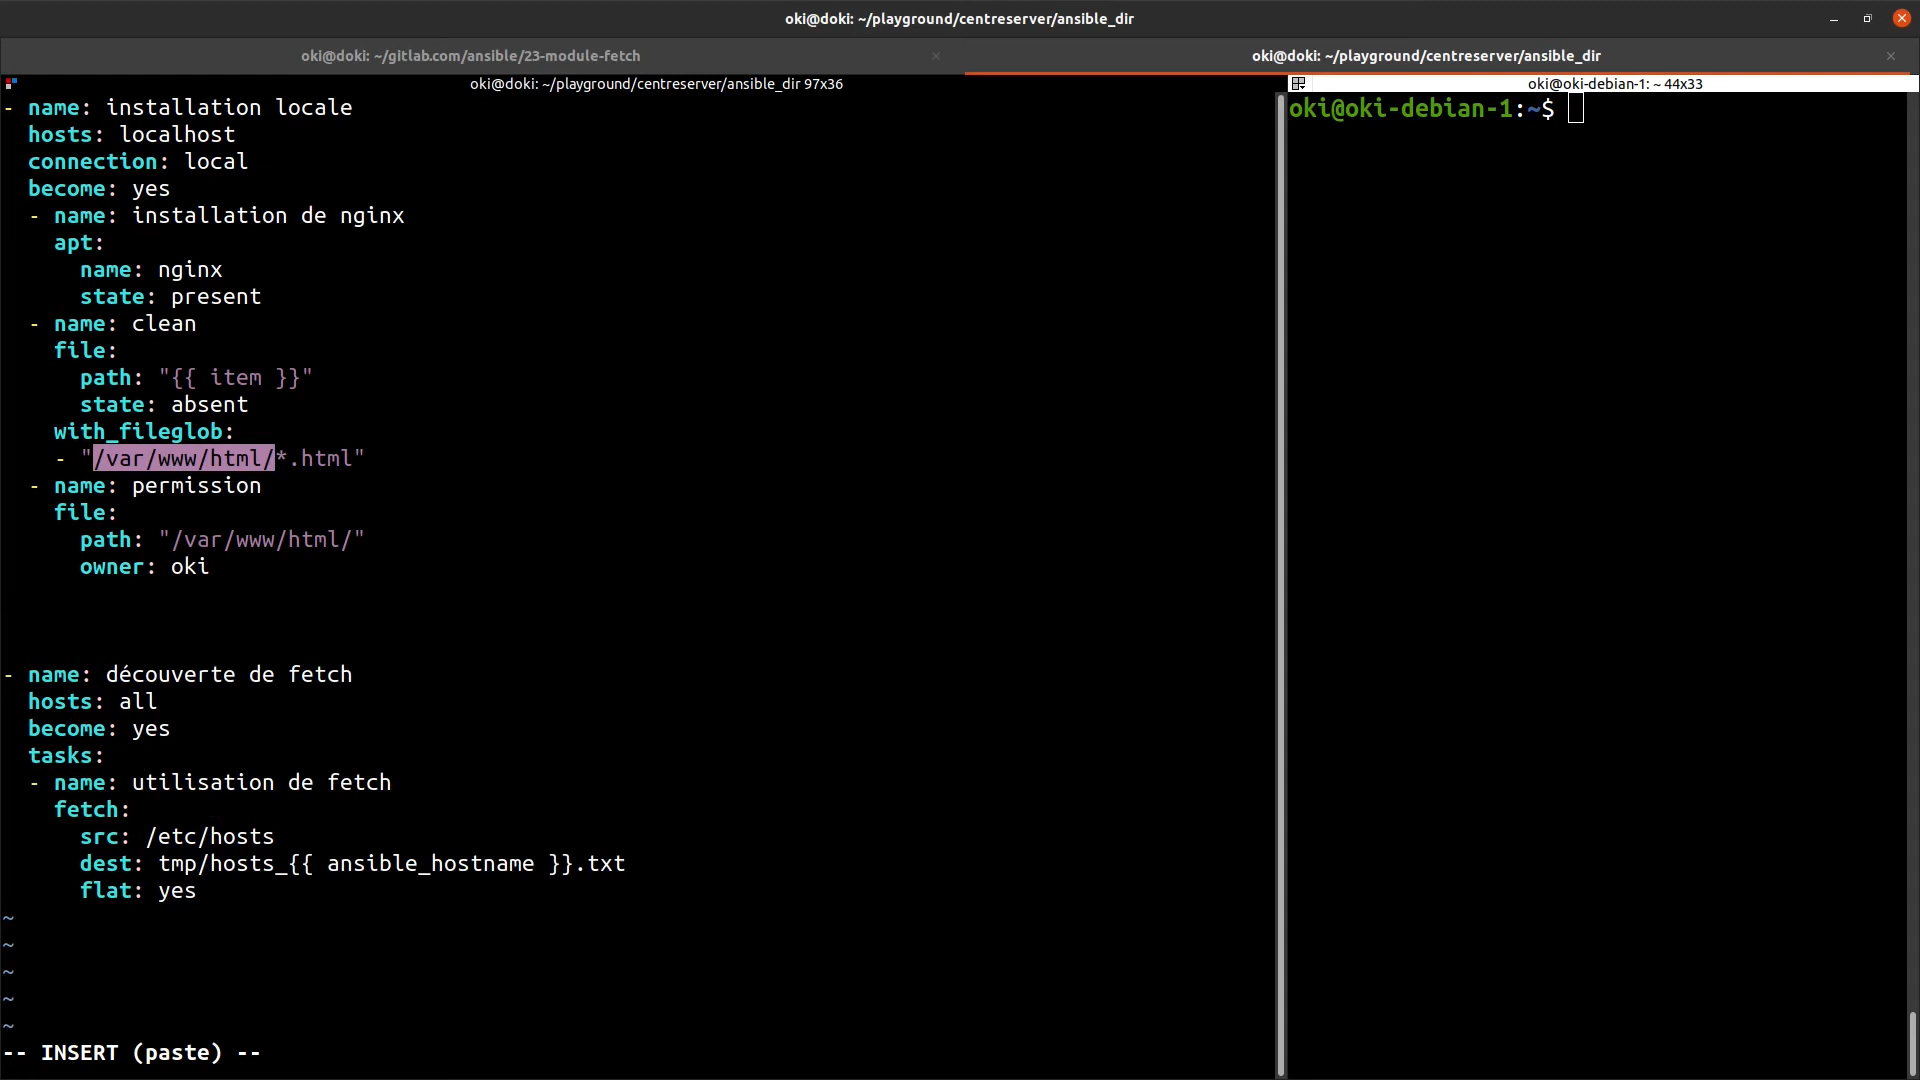 oki@doki: ~/playground/centreserver/ansible_dir
oki@doki: ~/gitlab.com/ansible/23-module-fetch
oki@doki: ~/playground/centreserver/ansible_dir
oki@doki: ~/playground/centreserver/ansible_dir 97x36
- name: installation locale
  hosts: localhost
  connection: local
  become: yes
  - name: installation de nginx
    apt:
      name: nginx
      state: present
  - name: clean
    file:
      path: "{{ item }}"
      state: absent
    with_fileglob:
    - "/var/www/html/*.html"
  - name: permission
    file:
      path: "/var/www/html/"
      owner: oki
- name: découverte de fetch
  hosts: all
  become: yes
  tasks:
  - name: utilisation de fetch
    fetch:
      src: /etc/hosts
      dest: tmp/hosts_{{ ansible_hostname }}.txt
      flat: yes
~
~
~
~
~
-- INSERT (paste) --
oki@oki-debian-1: ~ 44x33
oki@oki-debian-1:~$